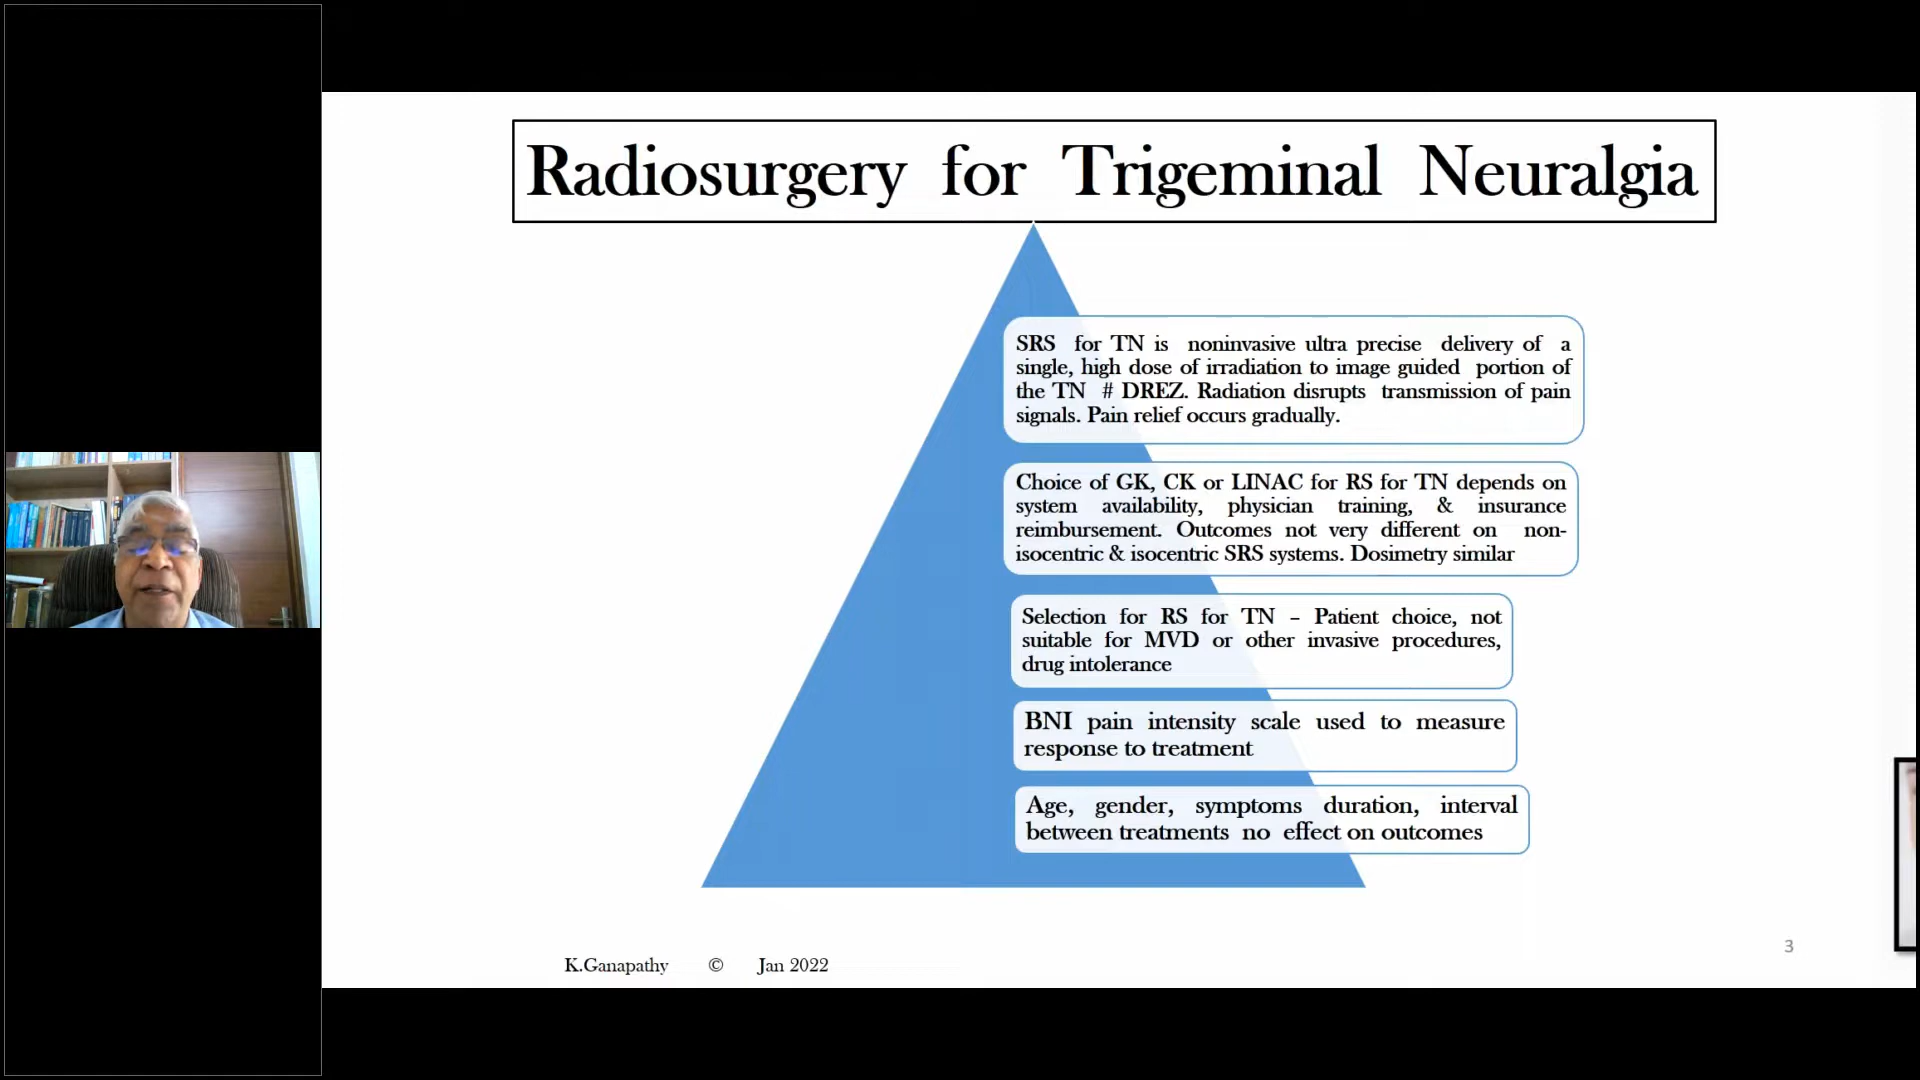 Radiosurgery for Trigeminal Neuralgia
SRS for TN is noninvasive ultra precise delivery of a
single, high dose of irradiation to image guided portion of
the TN # DREZ. Radiation disrupts transmission of pain
signals. Pain relief occurs gradually.
Choice of GK, CK or LINAC for RS for TN depends on
system availability, physician training, & insurance
reimbursement. Outcomes not very different on non-
isocentric & isocentric SRS systems. Dosimetry similar
Selection for RS for TN – Patient choice, not
suitable for MVD or other invasive procedures,
drug intolerance
BNI pain intensity scale used to measure
response to treatment
Age, gender, symptoms duration, interval
between treatments no effect on outcomes
K.Ganapathy © Jan 2022
3